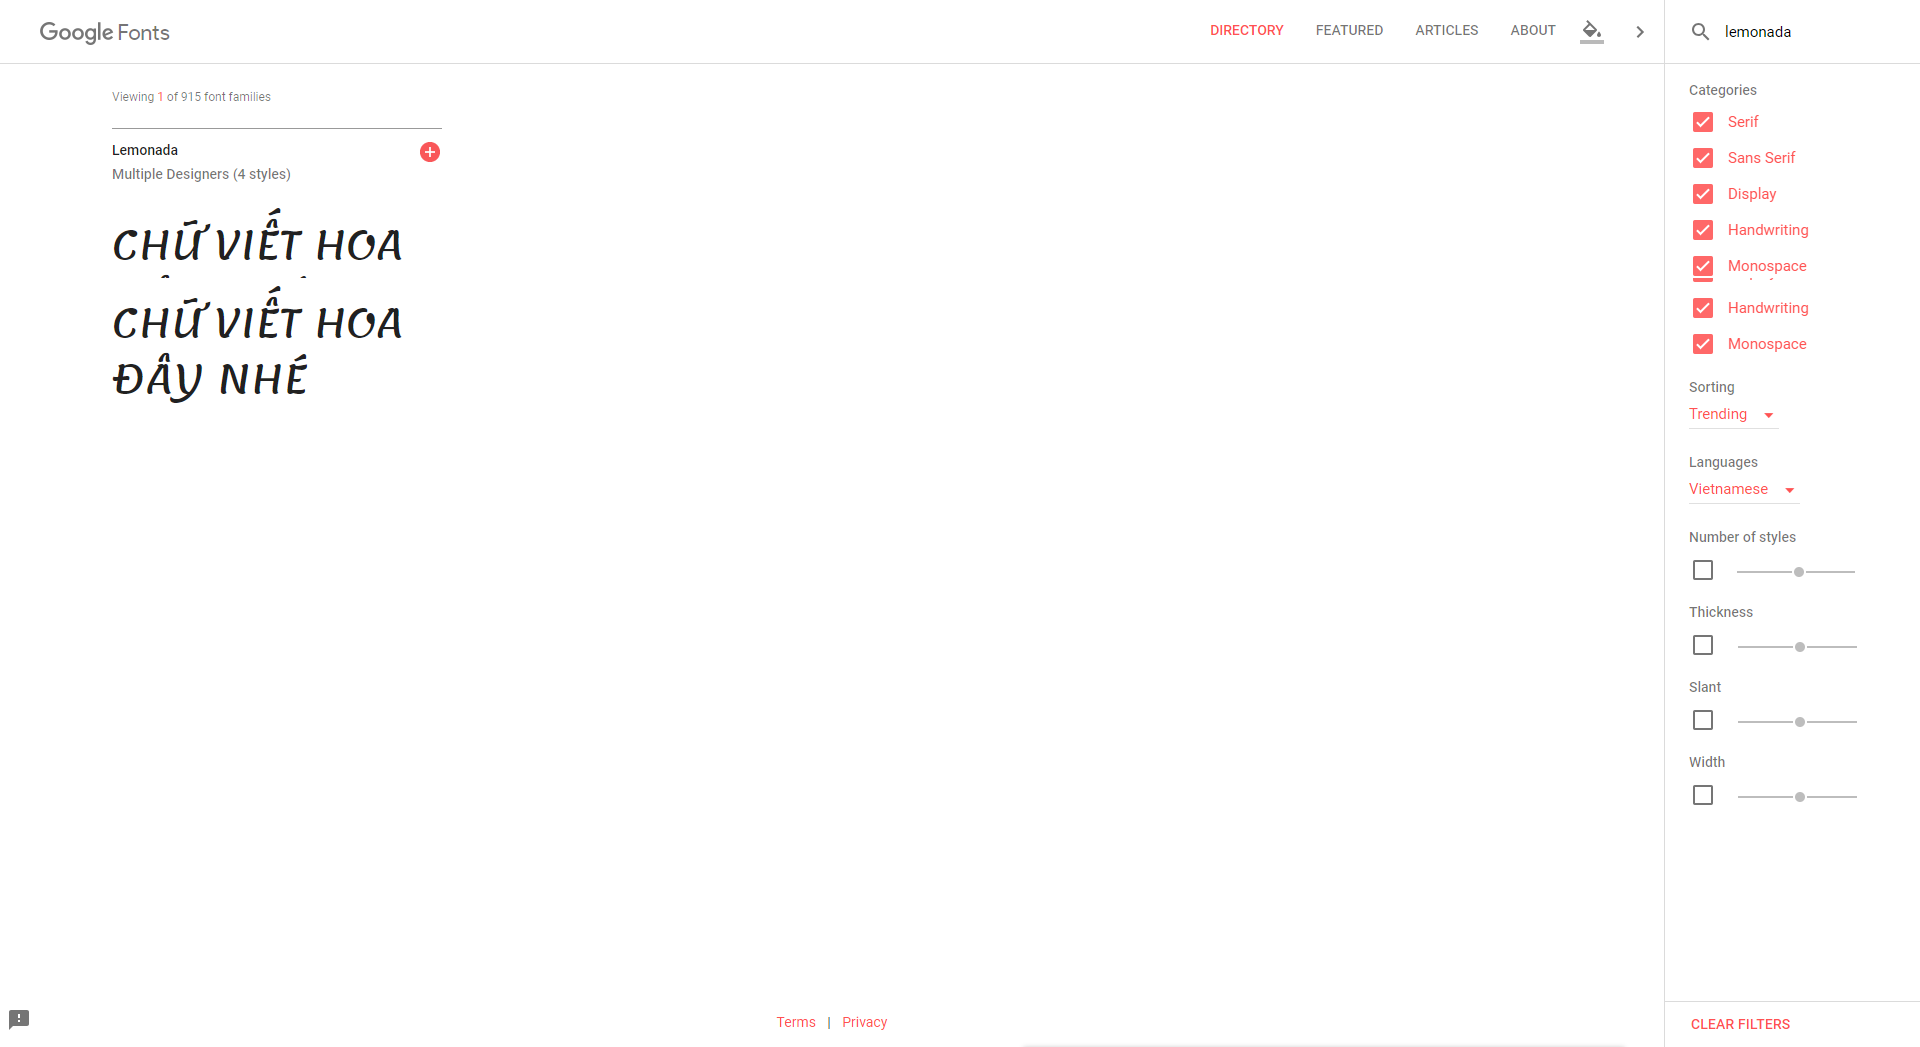 Google Fonts
DIRECTORY
FEATURED
ARTICLES
ABOUT
lemonada
Viewing 1 of 915 font families
Lemonada
Multiple Designers (4 styles)
CHỮ VIẾT HOA
CHỮ VIẾT HOA
ĐÂY NHÉ
Categories
Serif
Sans Serif
Display
Handwriting
Monospace
Handwriting
Monospace
Sorting
Trending
Languages
Vietnamese
Number of styles
Thickness
Slant
Width
Terms | Privacy
CLEAR FILTERS